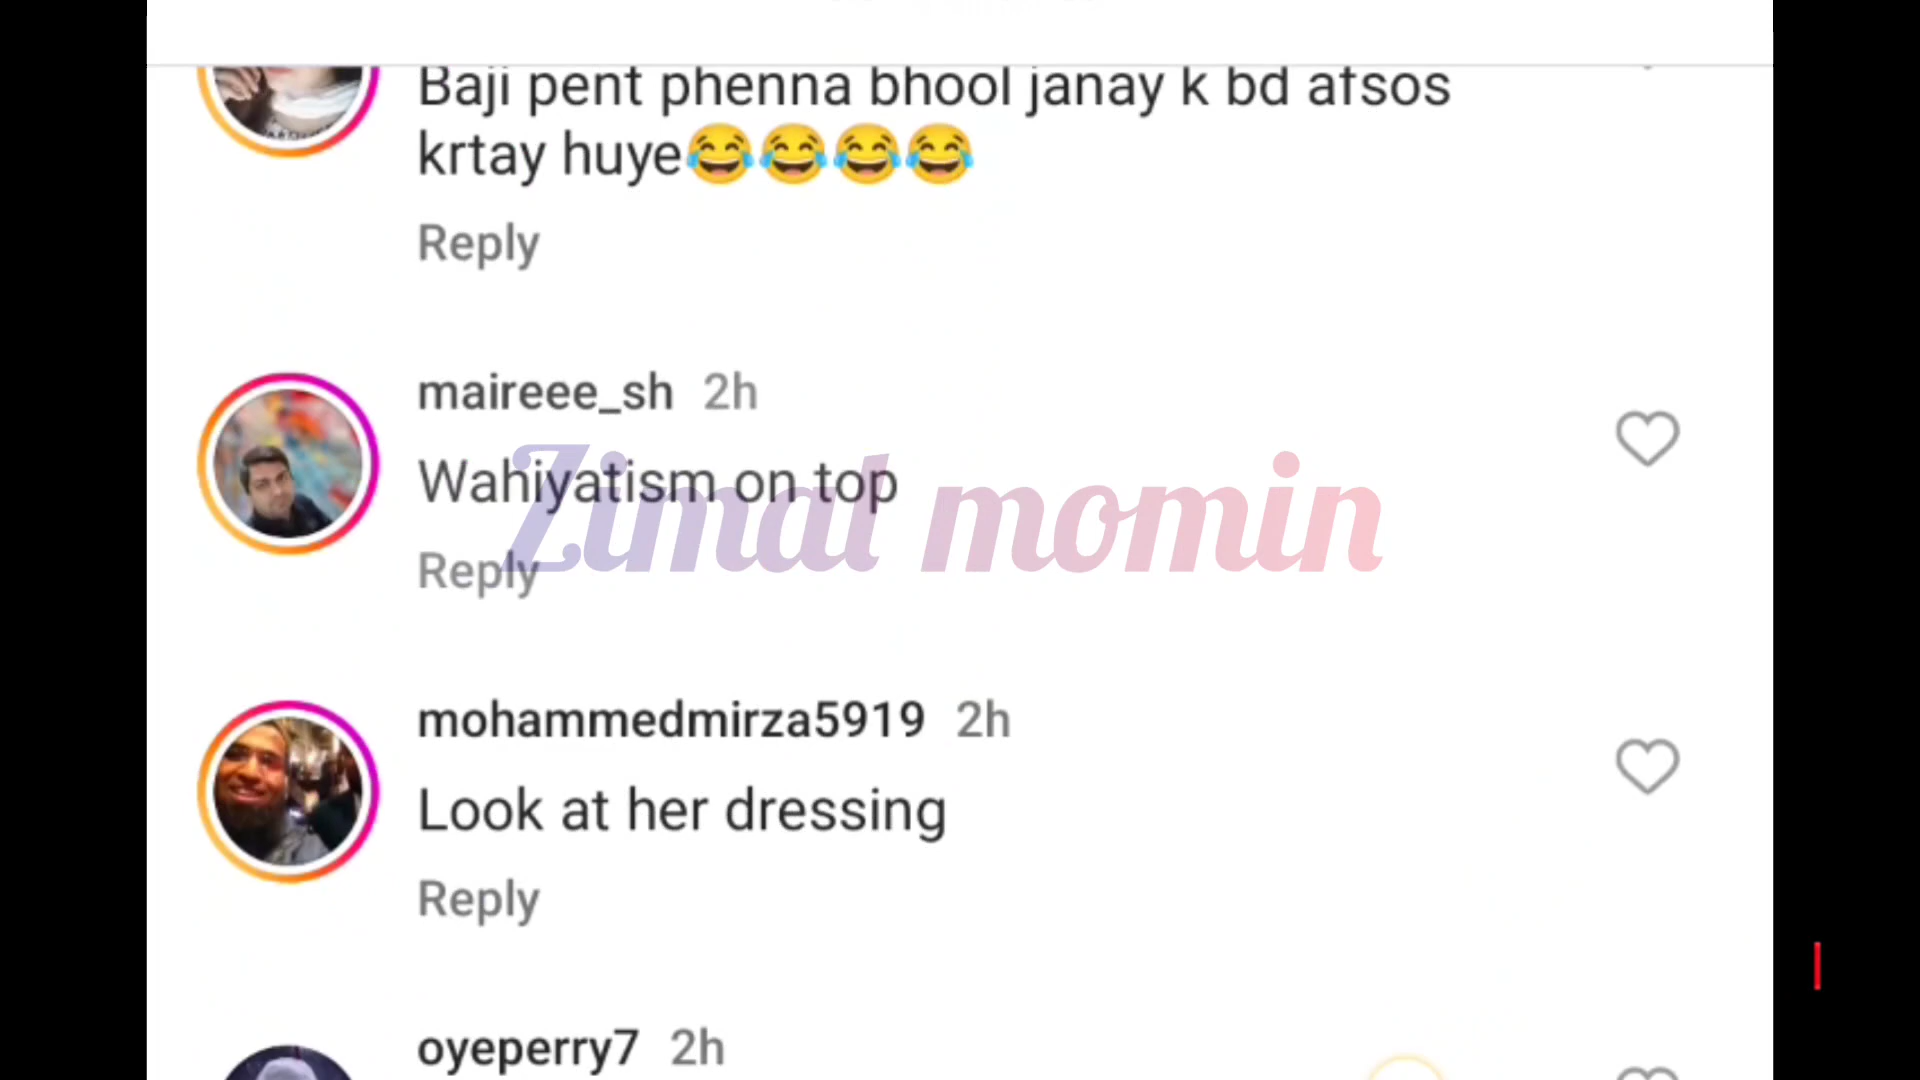 Baji pent phenna bhool janay k bd afsos
krtay huye😂😂😂😂
Reply
maireee_sh 2h
Wahiyatism on top
Zimal momin
Reply
mohammedmirza5919 2h
Look at her dressing
Reply
oyeperry7 2h